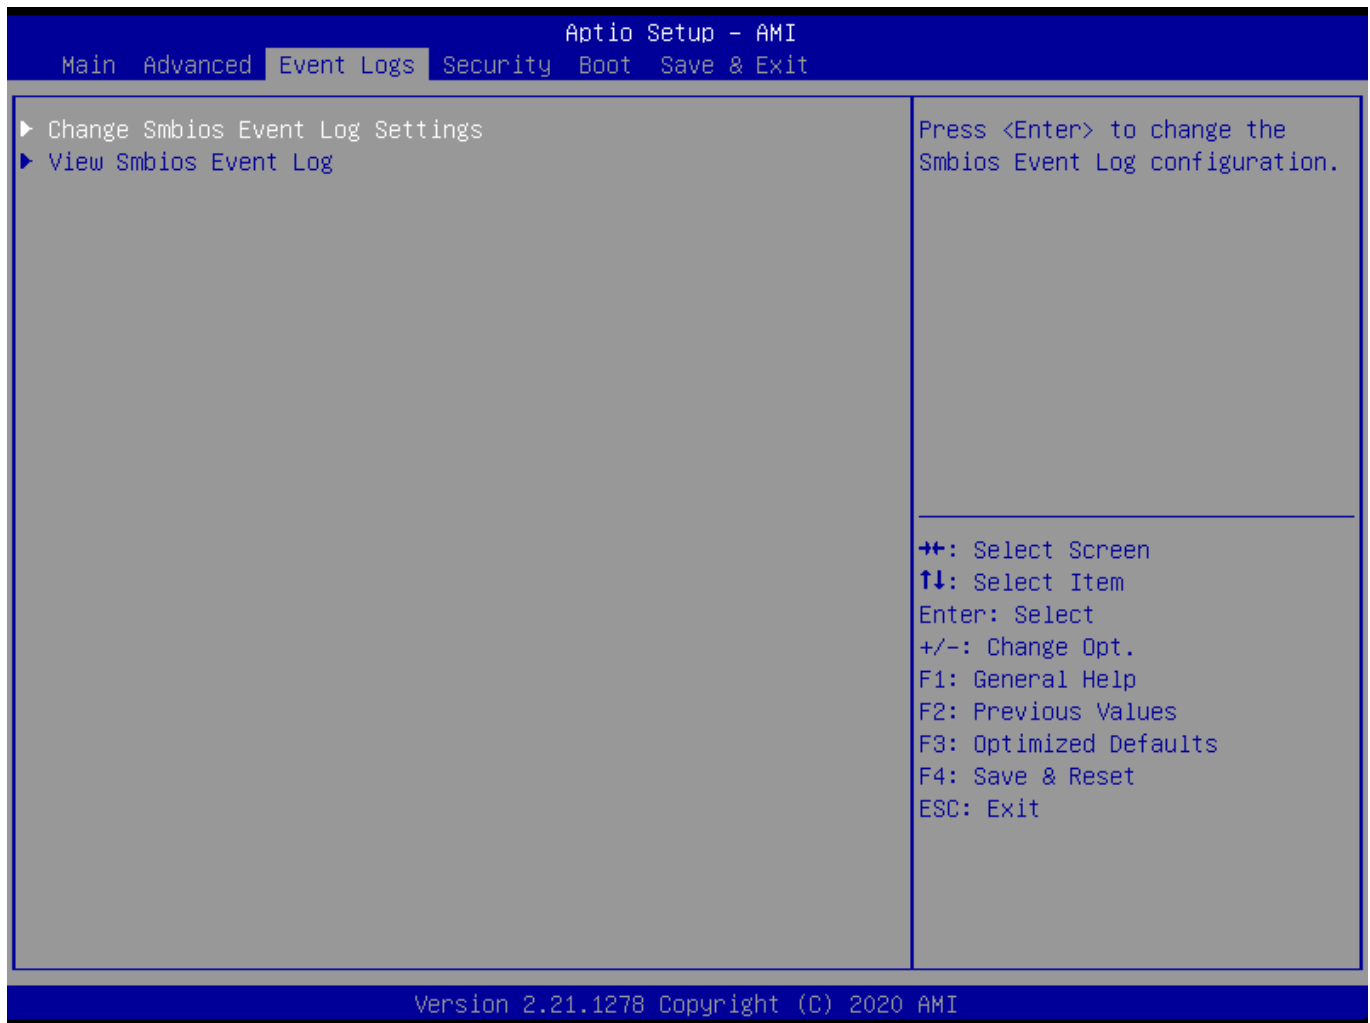 Aptio Setup – AMI
Main Advanced Event Logs Security Boot Save & Exit
▶ Change Smbios Event Log Settings
▶ View Smbios Event Log
Press <Enter> to change the
Smbios Event Log configuration.
→←: Select Screen
↑↓: Select Item
Enter: Select
+/-: Change Opt.
F1: General Help
F2: Previous Values
F3: Optimized Defaults
F4: Save & Reset
ESC: Exit
Version 2.21.1278 Copyright (C) 2020 AMI